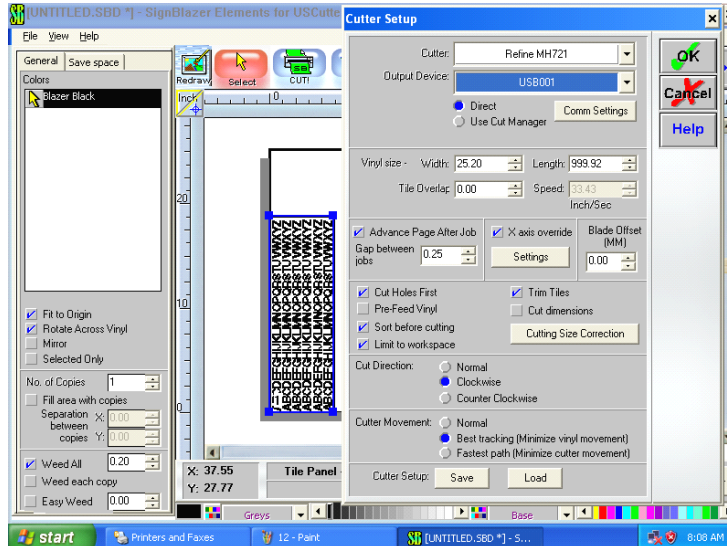 [UNTITLED.SBD *] - SignBlazer Elements for USCutte
File View Help
General Save space
Colors
Blazer Black
Fit to Origin
Rotate Across Vinyl
Mirror
Selected Only
No. of Copies 1
Fill area with copies
Separation between copies X: 0.00
Y: 0.00
Weed All 0.20
Weed each copy
Easy Weed 0.00
Redraw Select CUT!
Inch 0
20
10
0
ABCDEFGHIJKLMNOPQRSTUVWXYZ
ABCDEFGHIJKLMNOPQRSTUVWXYZ
ABCDEFGHIJKLMNOPQRSTUVWXYZ
ABCDEFGHIJKLMNOPQRSTUVWXYZ
X: 37.55 Tile Panel
Y: 27.77
Greys Base
Cutter Setup
Cutter: Refine MH721
Output Device: USB001
Direct
Use Cut Manager
Comm Settings
Vinyl size - Width: 25.20 Length: 999.92
Tile Overlap 0.00 Speed: 33.43
Inch/Sec
Advance Page After Job
Gap between jobs 0.25
X axis override
Settings
Blade Offset (MM)
0.00
Cut Holes First
Pre-Feed Vinyl
Sort before cutting
Limit to workspace
Trim Tiles
Cut dimensions
Cutting Size Correction
Cut Direction: Normal
Clockwise
Counter Clockwise
Cutter Movement: Normal
Best tracking (Minimize vinyl movement)
Fastest path (Minimize cutter movement)
Cutter Setup: Save Load
OK
Cancel
Help
start Printers and Faxes 12 - Paint [UNTITLED.SBD *] - S... 8:08 AM